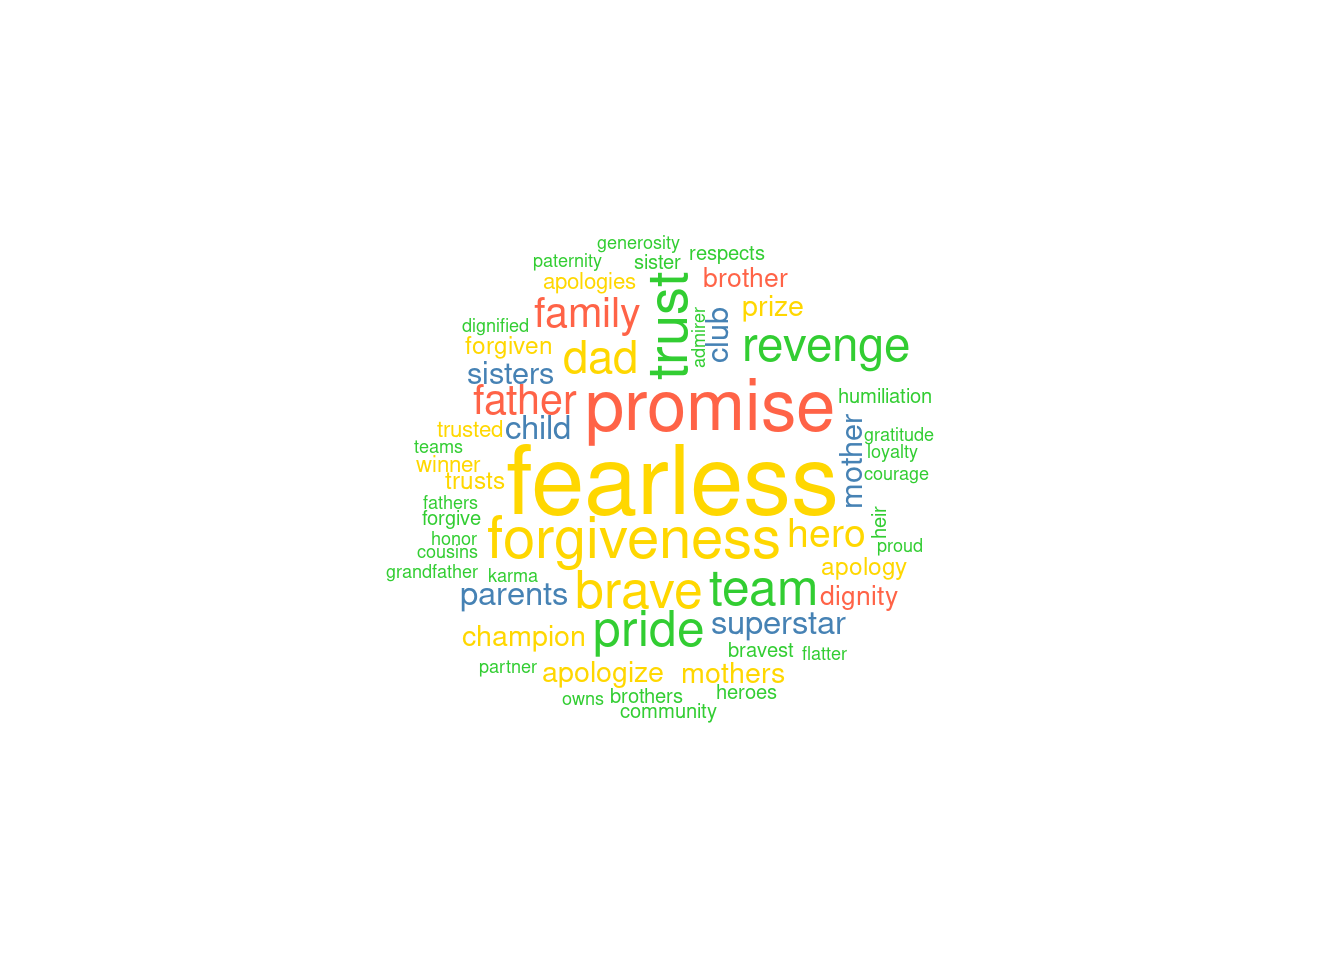 generosity
respects
paternity
sister
apologies
brother
trust
family
prize
admirer
club
dignified
forgiven
dad
revenge
sisters
father
promise
humiliation
trusted
child
mother
gratitude
teams
loyalty
winner
trusts
fearless
courage
fathers
forgive
heir
honor
cousins
forgiveness
hero
proud
grandfather
karma
apology
parents
brave
team
dignity
champion
pride
superstar
bravest
flatter
partner
apologize
mothers
owns
brothers
heroes
community